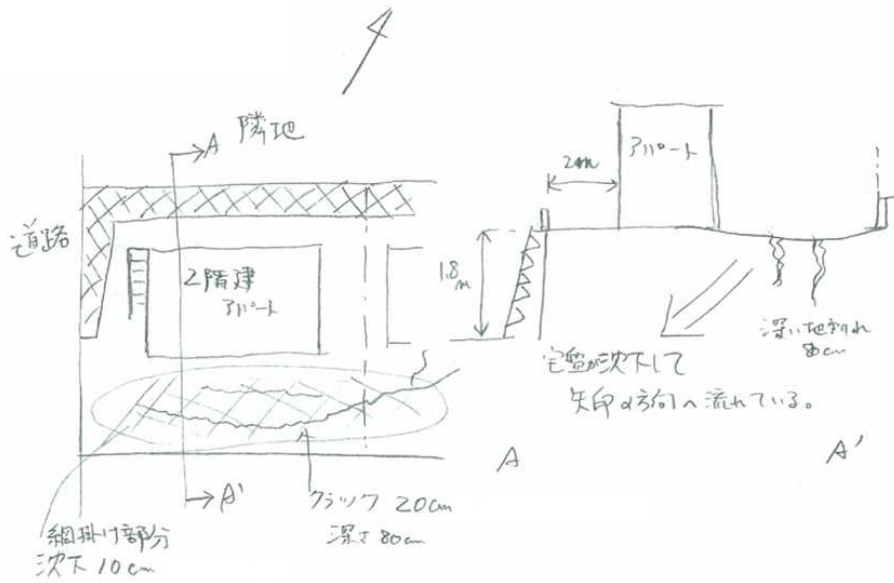 A 隣地
道路
2階建
アパート
A'
クラック 20cm
深さ 80cm
網掛け部分
沈下 10cm
2m
アパート
1.8m
深い地割れ
80cm
宅盤が沈下して
矢印の方向へ流れている。
A
A'